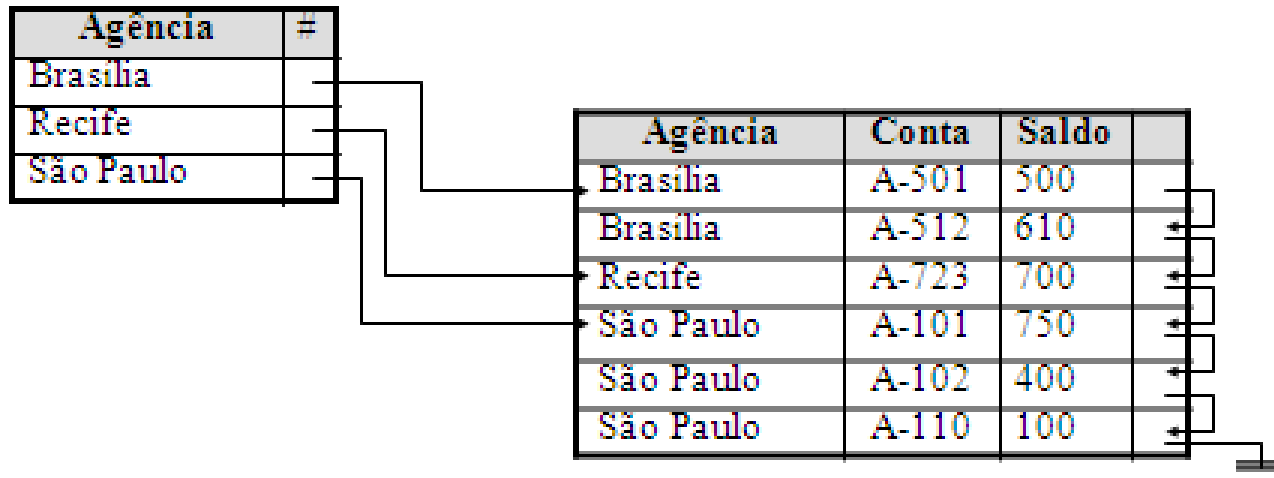 Agência #
Brasília
Recife
São Paulo
Agência Conta Saldo
Brasília A-501 500
Brasília A-512 610
Recife A-723 700
São Paulo A-101 750
São Paulo A-102 400
São Paulo A-110 100